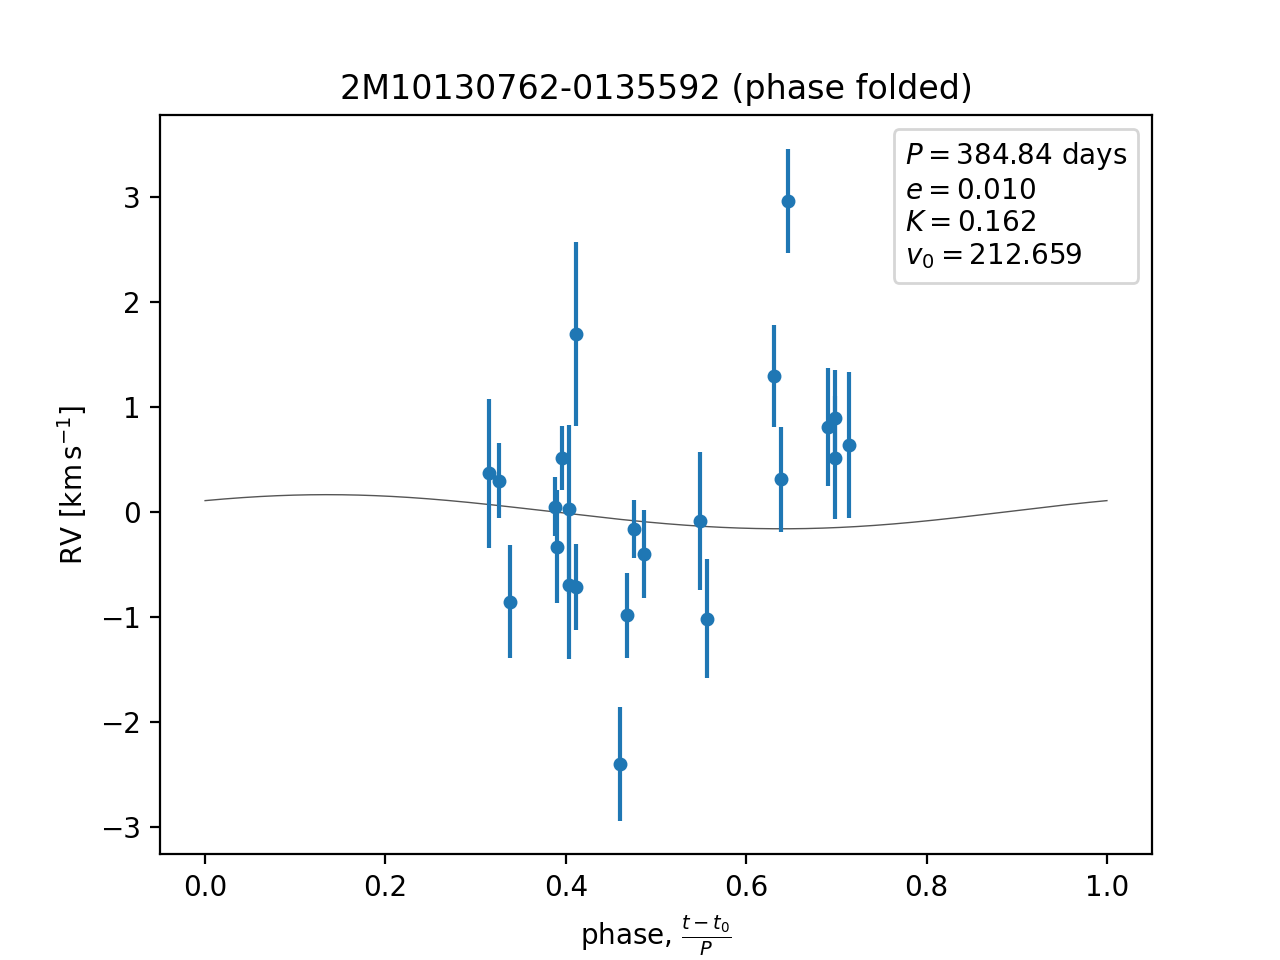 2M10130762-0135592 (phase folded)
P = 384.84 days
e = 0.010
K = 0.162
v₀ = 212.659
3
2
1
0
−1
−2
−3
RV [km s⁻¹]
0.0 0.2 0.4 0.6 0.8 1.0
phase, (t − t₀)/P